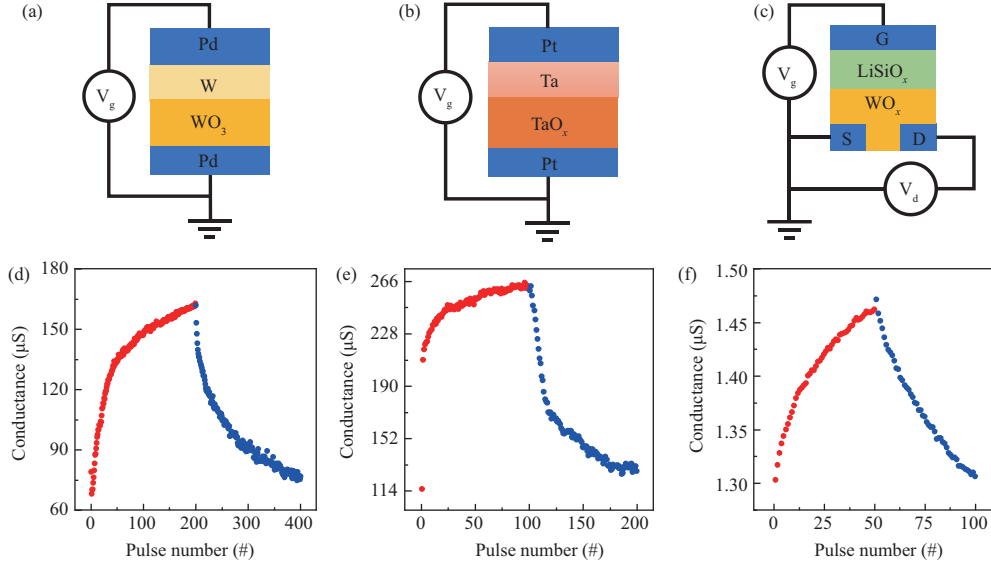 (a)
Pd
W
WO3
Pd
Vg
(b)
Pt
Ta
TaOx
Pt
Vg
(c)
G
LiSiOx
WOx
S
D
Vg
Vd
(d)
180
150
120
90
60
Conductance (μS)
0
100
200
300
400
Pulse number (#)
(e)
266
228
190
152
114
Conductance (μS)
0
100
200
Pulse number (#)
(f)
1.50
1.45
1.40
1.35
1.30
Conductance (μS)
0
25
50
75
100
Pulse number (#)